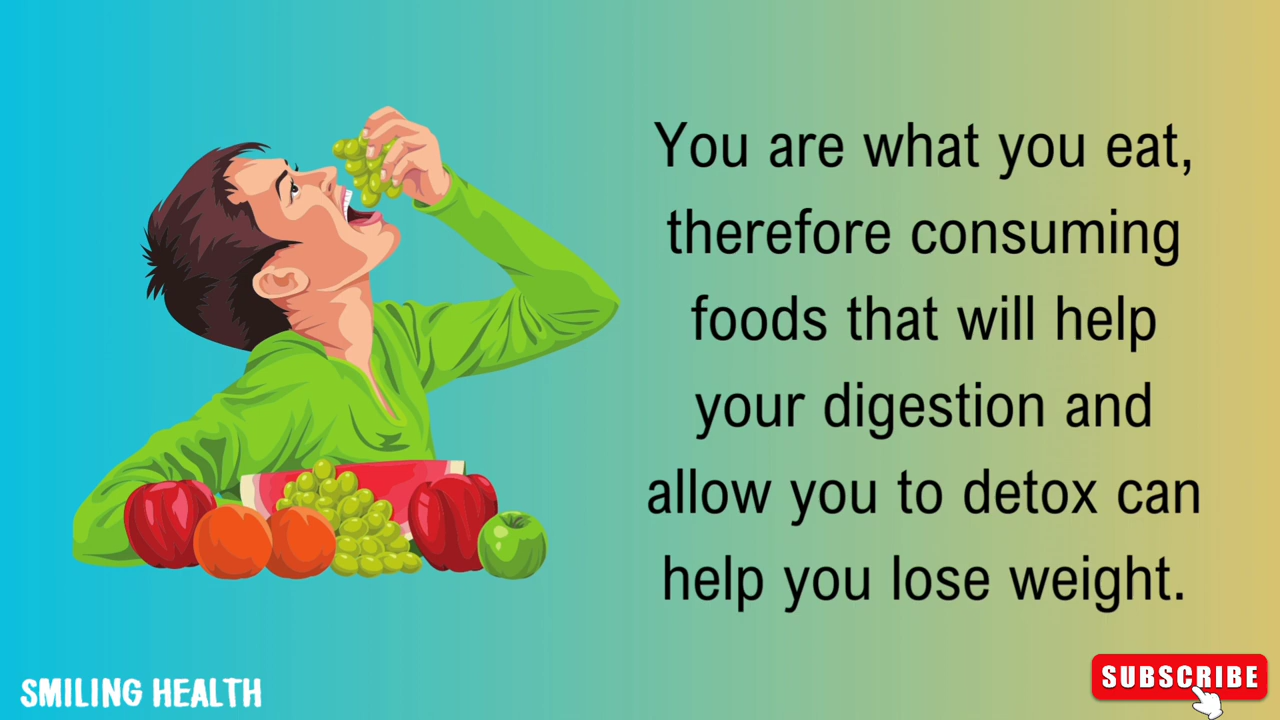 You are what you eat,
therefore consuming
foods that will help
your digestion and
allow you to detox can
help you lose weight.
SMILING HEALTH
SUBSCRIBE